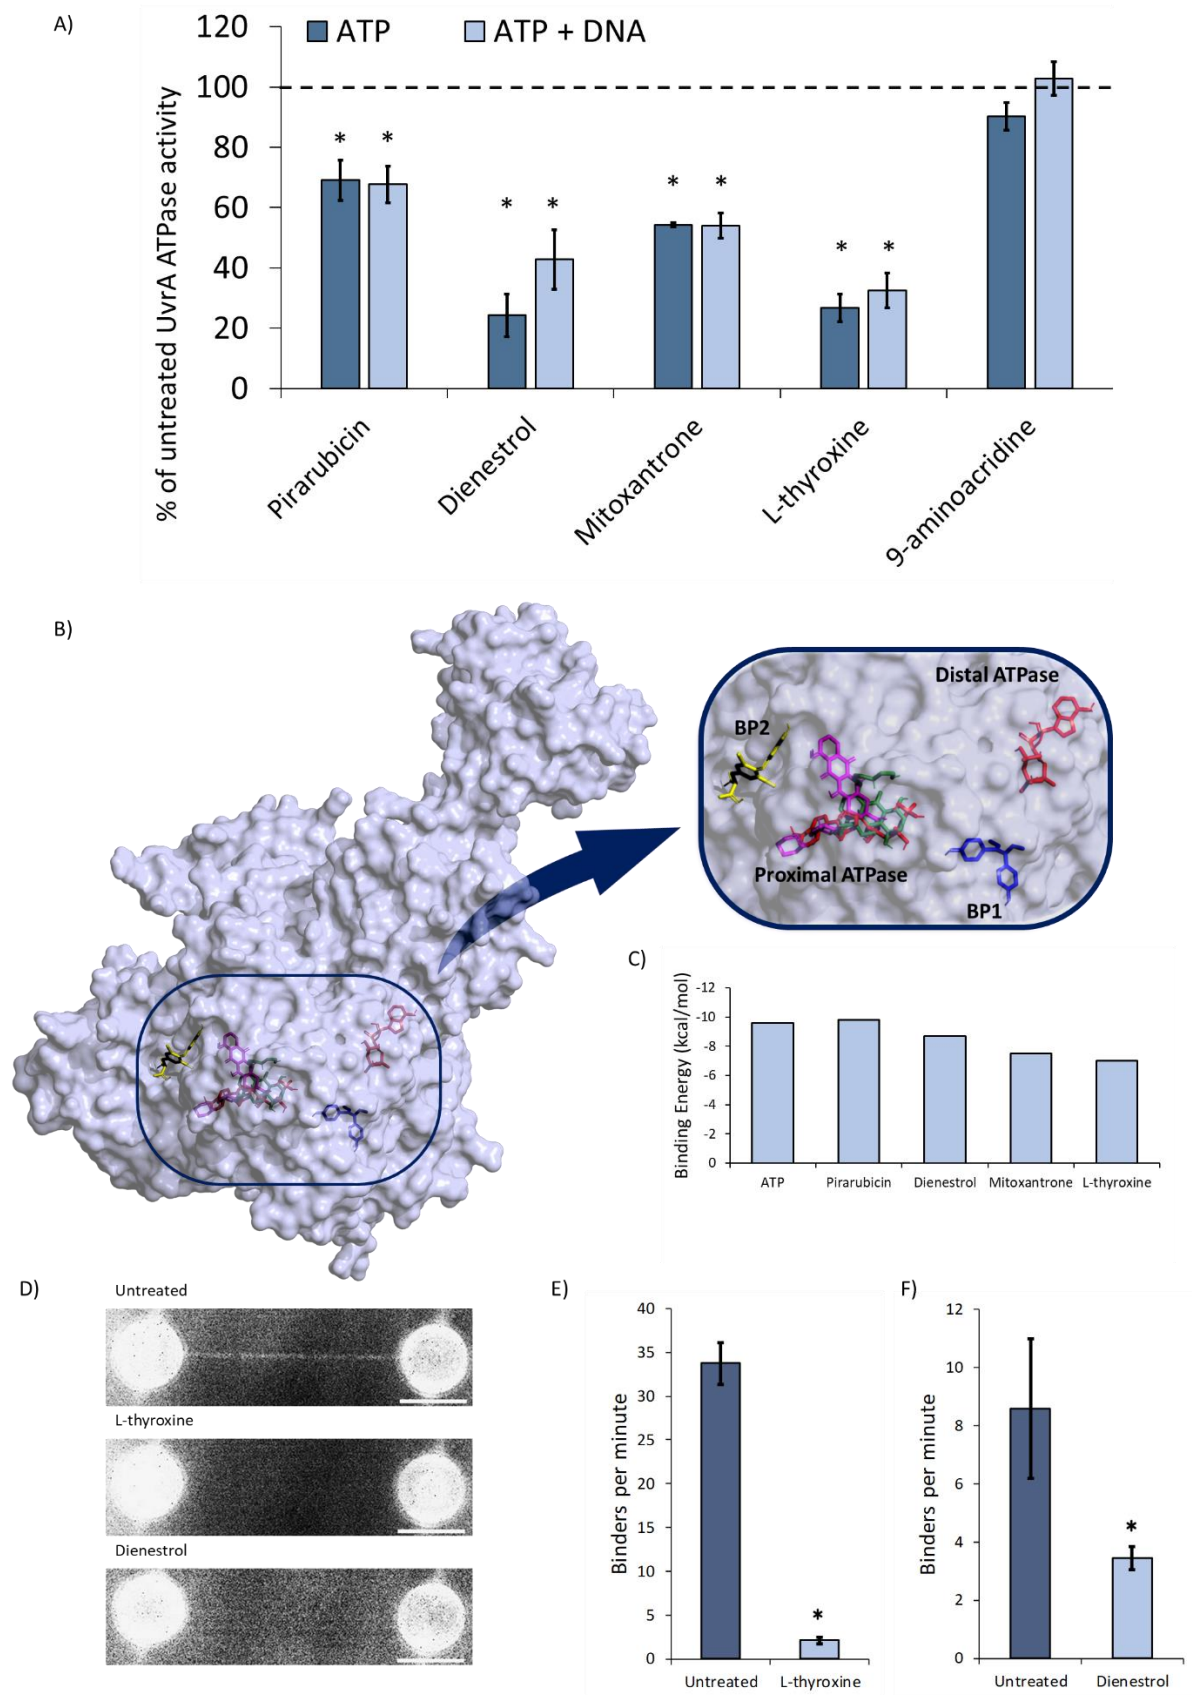 A)
ATP
ATP + DNA
% of untreated UvrA ATPase activity
120
100
80
60
40
20
0
* * * * * * * *
Pirarubicin
Dienestrol
Mitoxantrone
L-thyroxine
9-aminoacridine
B)
Distal ATPase
BP2
Proximal ATPase
BP1
C)
Binding Energy (kcal/mol)
-12
-10
-8
-6
-4
-2
0
ATP Pirarubicin Dienestrol Mitoxantrone L-thyroxine
D)
Untreated
L-thyroxine
Dienestrol
E)
Binders per minute
40
35
30
25
20
15
10
5
0
*
Untreated L-thyroxine
F)
Binders per minute
12
10
8
6
4
2
0
*
Untreated Dienestrol